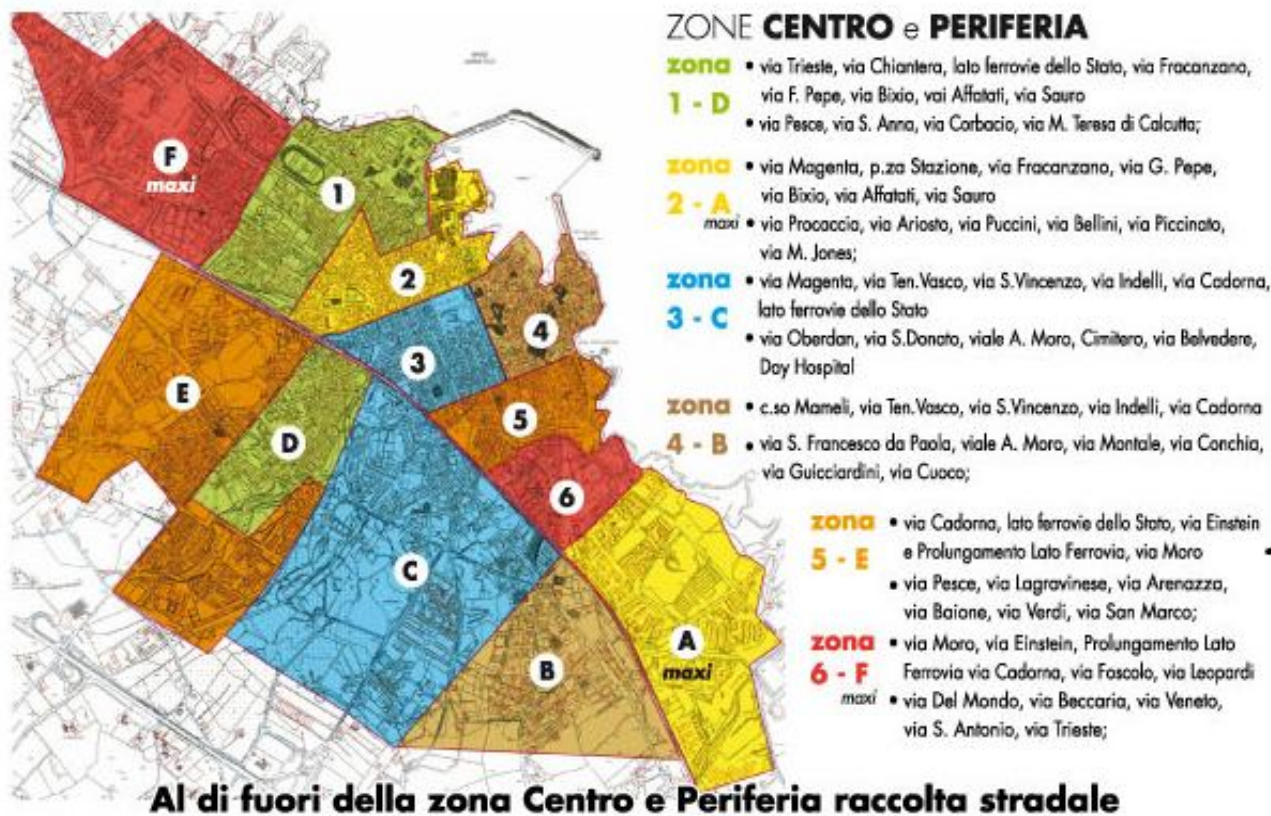 ZONE CENTRO e PERIFERIA
zona 1 - D
• via Trieste, via Chiantera, lato ferrovie dello Stato, via Fracanzano,
via F. Pepe, via Bixio, vai Affatati, via Sauro
• via Pesce, via S. Anna, via Carbacio, via M. Teresa di Calcutta;
zona 2 - A maxi
• via Magenta, p.za Stazione, via Fracanzano, via G. Pepe,
via Bixio, via Affatati, via Sauro
• via Procaccia, via Ariosto, via Puccini, via Bellini, via Piccinato,
via M. Jones;
zona 3 - C
• via Magenta, via Ten.Vasco, via S.Vincenzo, via Indelli, via Cadorna,
lato ferrovie dello Stato
• via Oberdan, via S.Donato, viale A. Moro, Cimitero, via Belvedere,
Day Hospital
zona 4 - B
• c.so Mameli, via Ten.Vasco, via S.Vincenzo, via Indelli, via Cadorna
• via S. Francesco da Paola, viale A. Moro, via Montale, via Conchia,
via Guicciardini, via Cuoco;
zona 5 - E
• via Cadorna, lato ferrovie dello Stato, via Einstein
e Prolungamento Lato Ferrovia, via Moro
• via Pesce, via Lagravinese, via Arenazza,
via Baione, via Verdi, via San Marco;
zona 6 - F maxi
• via Moro, via Einstein, Prolungamento Lato
Ferrovia via Cadorna, via Foscolo, via Leopardi
• via Del Mondo, via Beccaria, via Veneto,
via S. Antonio, via Trieste;
F
maxi
1
2
3
4
E
D
5
6
C
A
maxi
B
Al di fuori della zona Centro e Periferia raccolta stradale